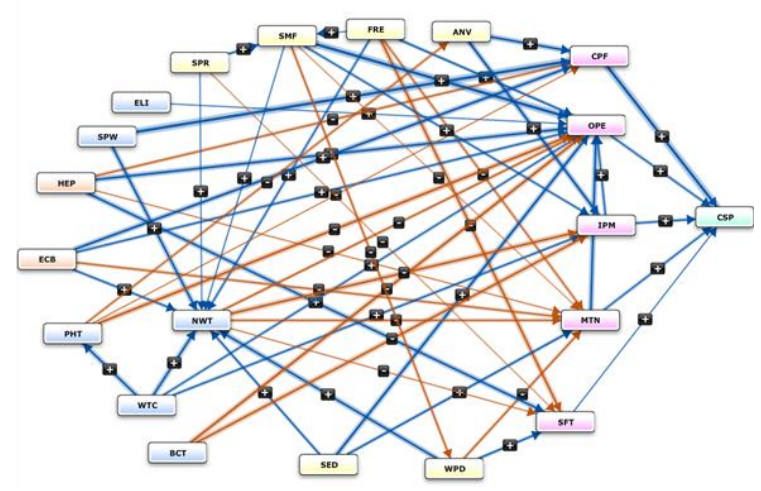 FRE
ANV
SMF
SPR
CPF
ELI
OPE
SPW
HEP
CSP
IPM
ECB
NWT
MTN
PHT
WTC
SFT
BCT
SED
WPD